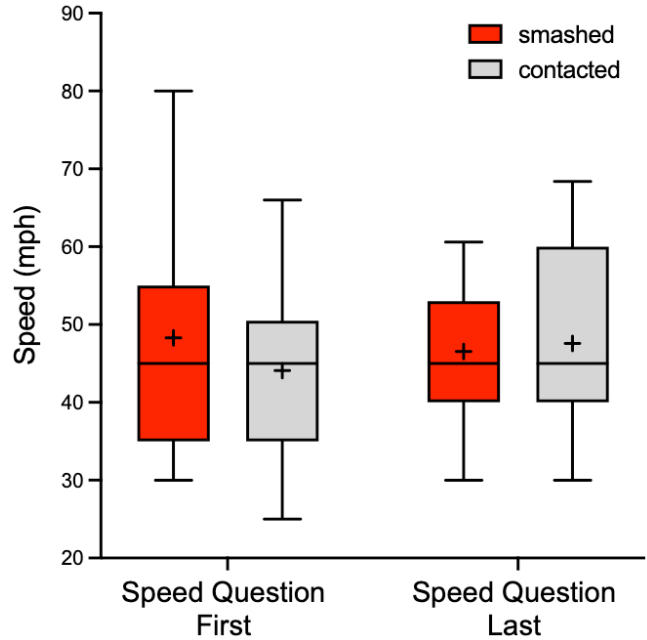 90
80
70
60
50
40
30
20
Speed (mph)
smashed
contacted
Speed Question
First
Speed Question
Last